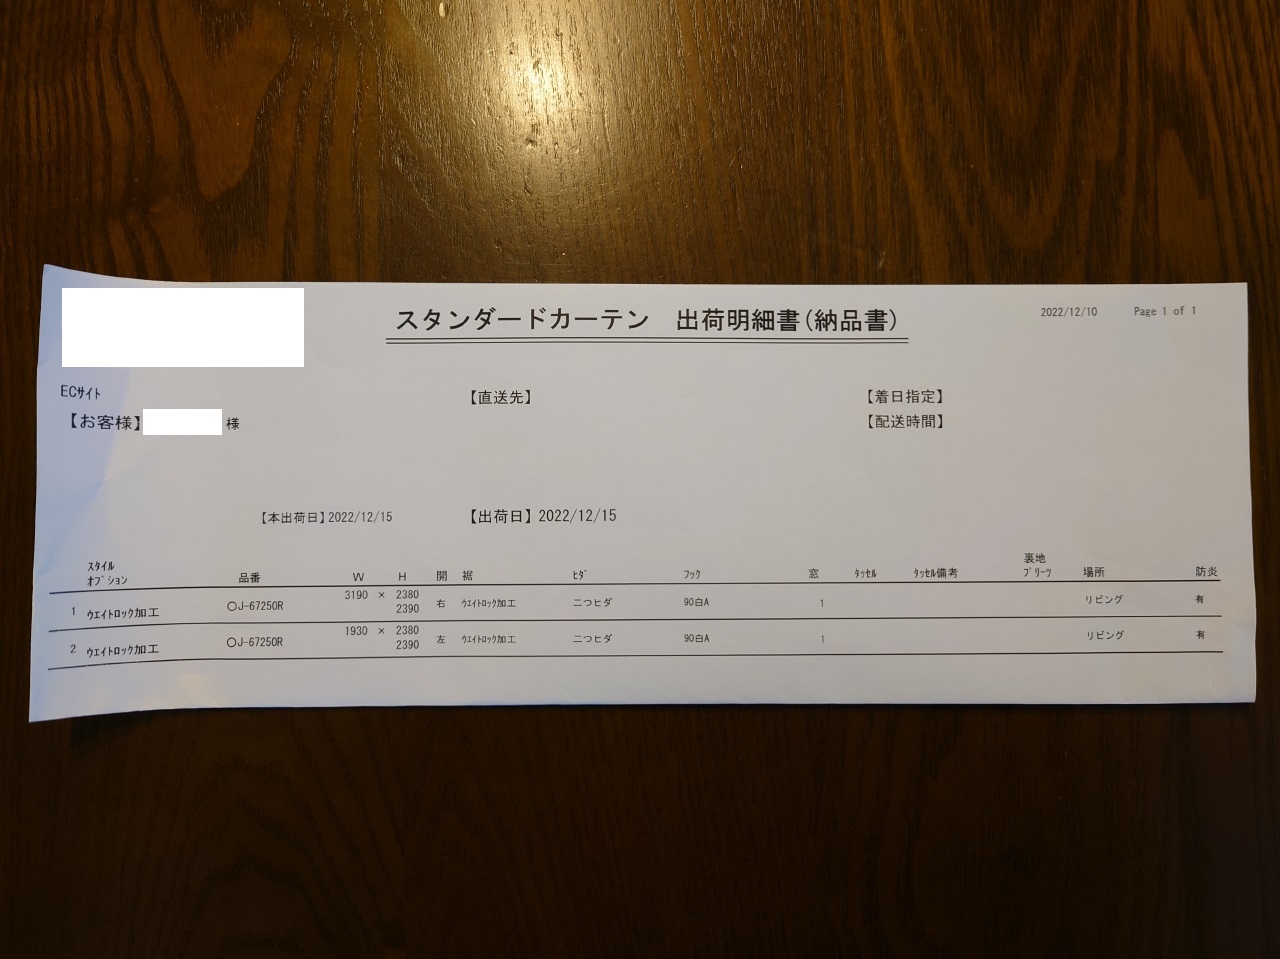 スタンダードカーテン 出荷明細書(納品書)
2022/12/10 Page 1 of 1
ECサイト
【直送先】
【着日指定】
【お客様】 様
【配送時間】
【本出荷日】2022/12/15 【出荷日】2022/12/15
スタイル 裏地
オプション 品番 W H 開 裾 ヒダ フック 窓 タッセル タッセル備考 プリーツ 場所 防炎
3190 × 2380
1 ウエイトロック加工 〇J-67250R 2390 右 ウエイトロック加工 二つヒダ 90白A 1 リビング 有
1930 × 2380
2 ウエイトロック加工 〇J-67250R 2390 左 ウエイトロック加工 二つヒダ 90白A 1 リビング 有